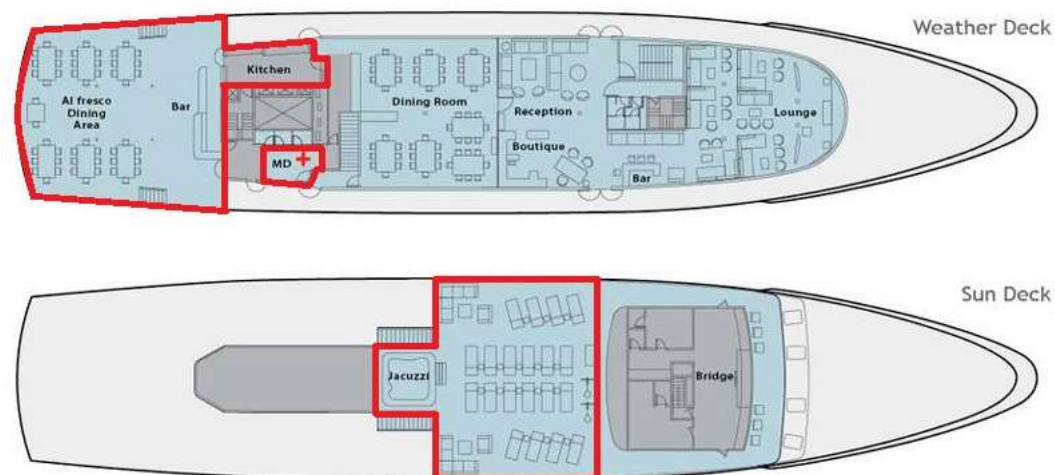 Weather Deck
Kitchen
Al fresco
Dining
Area
Bar
Dining Room
Reception
Lounge
Boutique
MD
Bar
Sun Deck
Jacuzzi
Bridge